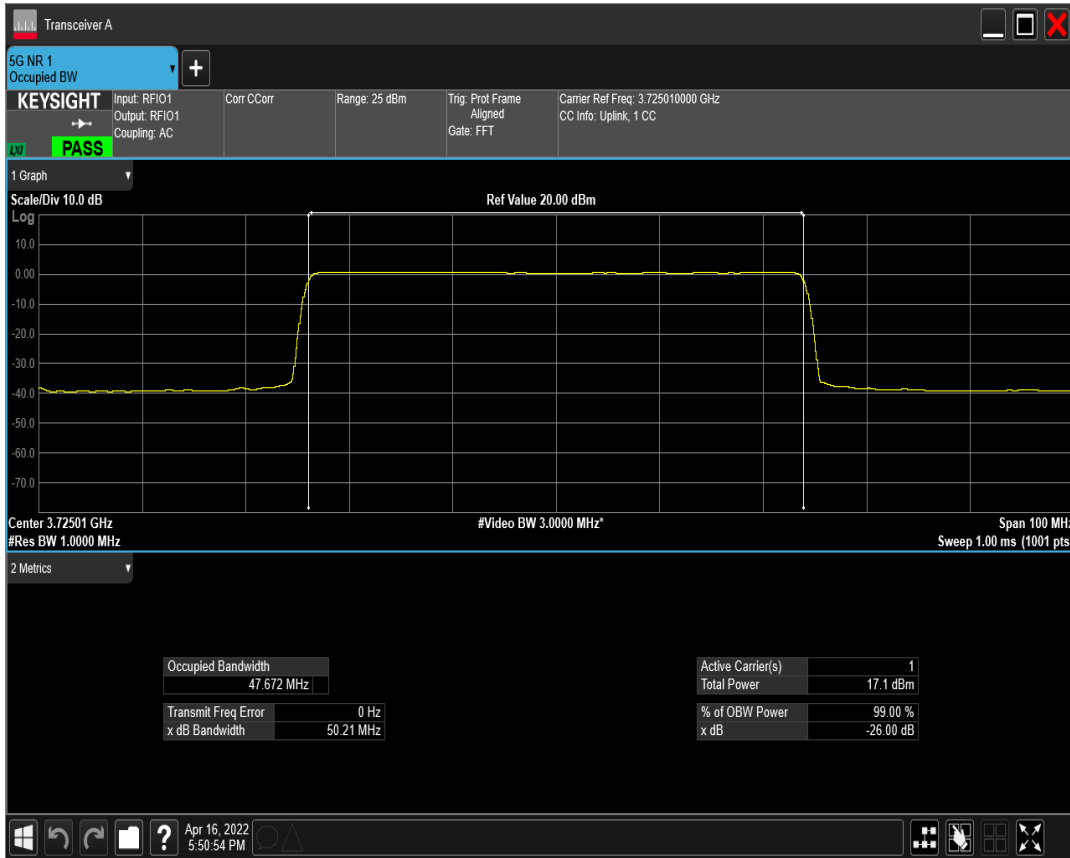 Transceiver A
5G NR 1
Occupied BW
+
KEYSIGHT
LXI
PASS
Input: RFIO1
Output: RFIO1
Coupling: AC
Corr CCorr
Range: 25 dBm
Trig: Prot Frame
Aligned
Gate: FFT
Carrier Ref Freq: 3.725010000 GHz
CC Info: Uplink, 1 CC
1 Graph
Scale/Div 10.0 dB
Ref Value 20.00 dBm
Log
10.0
0.00
-10.0
-20.0
-30.0
-40.0
-50.0
-60.0
-70.0
Center 3.72501 GHz
#Video BW 3.0000 MHz*
Span 100 MHz
#Res BW 1.0000 MHz
Sweep 1.00 ms (1001 pts
2 Metrics
Occupied Bandwidth
47.672 MHz
Transmit Freq Error 0 Hz
x dB Bandwidth 50.21 MHz
Active Carrier(s) 1
Total Power 17.1 dBm
% of OBW Power 99.00 %
x dB -26.00 dB
?
Apr 16, 2022
5:50:54 PM